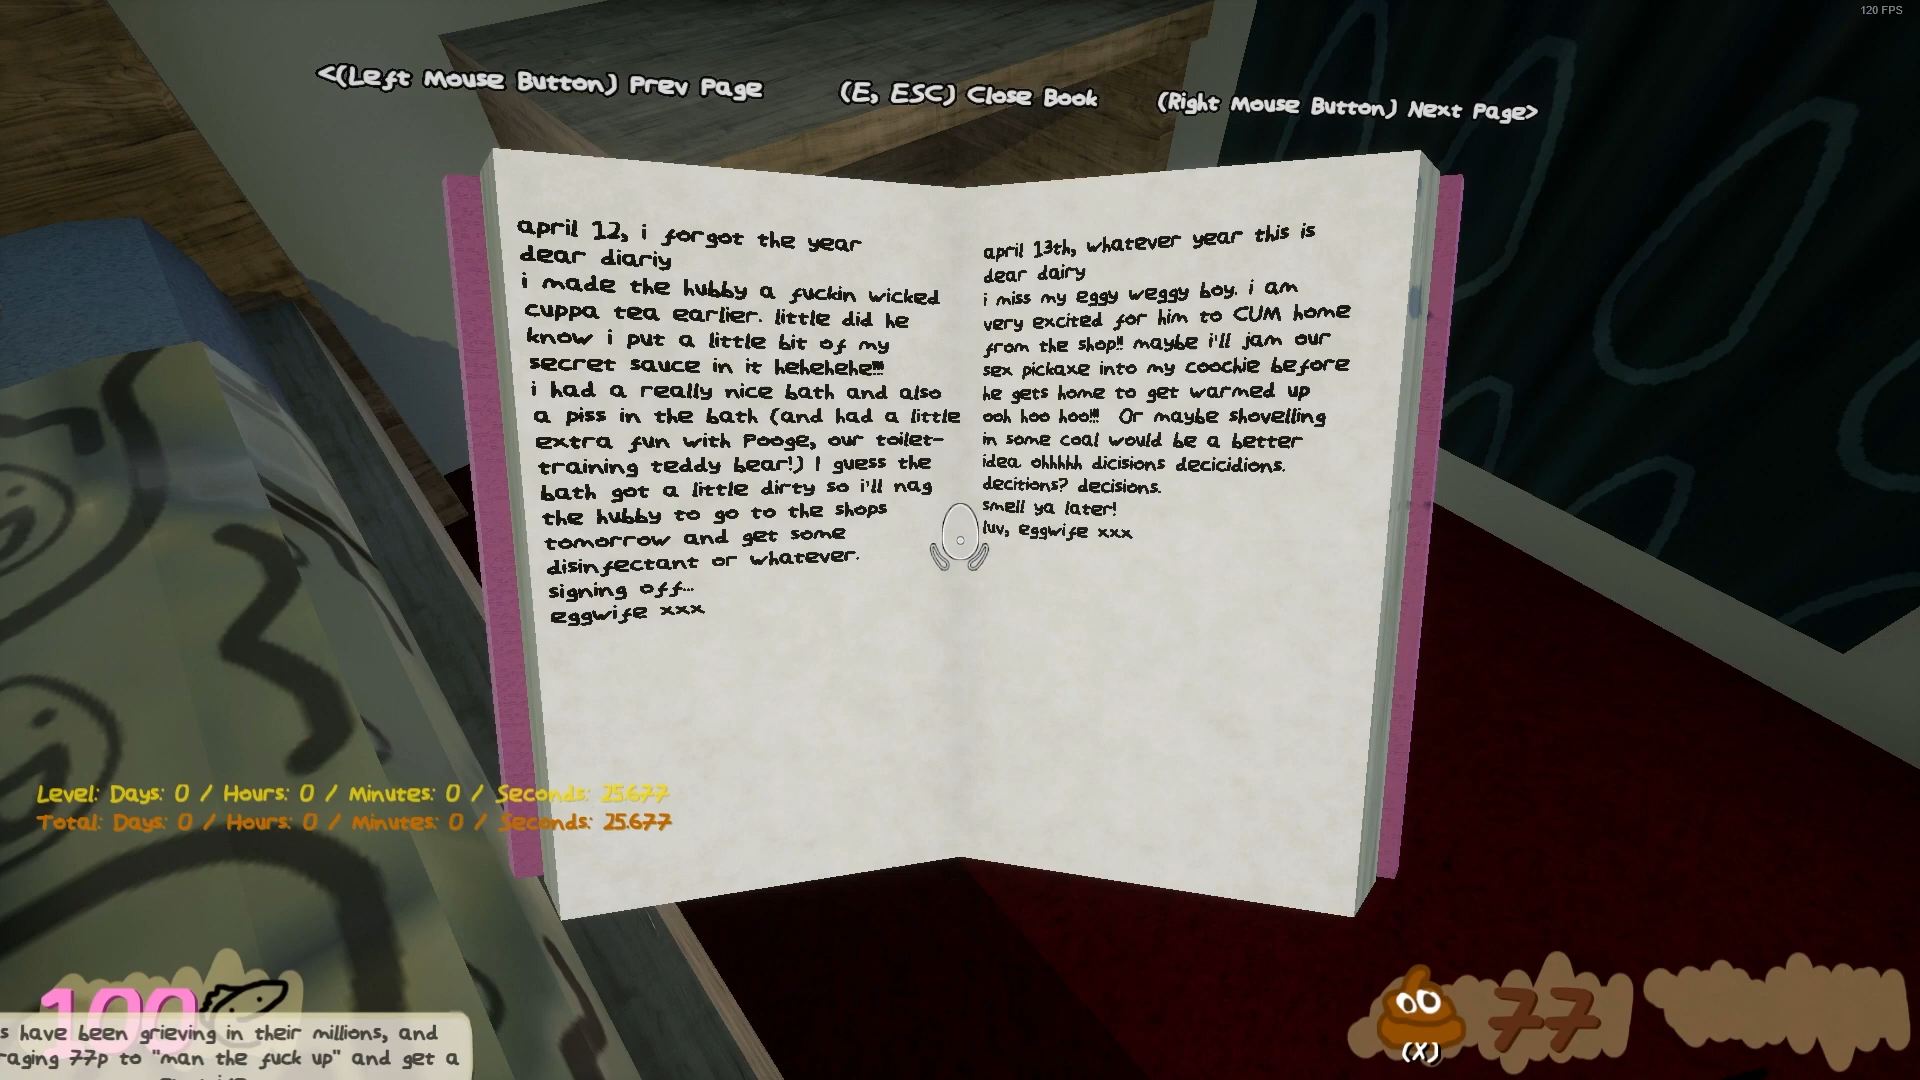 120 FPS
<(Left Mouse Button) Prev Page
(E, ESC) Close Book
(Right Mouse Button) Next Page>
april 12, i forgot the year
dear diariy
i made the hubby a fuckin wicked
cuppa tea earlier. little did he
know i put a little bit of my
secret sauce in it hehehehe!!!
i had a really nice bath and also
a piss in the bath (and had a little
extra fun with Pooge, our toilet-
training teddy bear!) I guess the
bath got a little dirty so i'll nag
the hubby to go to the shops
tomorrow and get some
disinfectant or whatever.
signing off...
eggwife xxx
april 13th, whatever year this is
dear dairy
i miss my eggy weggy boy. i am
very excited for him to CUM home
from the shop!! maybe i'll jam our
sex pickaxe into my coochie before
he gets home to get warmed up
ooh hoo hoo!!! Or maybe shovelling
in some coal would be a better
idea ohhhhh dicisions decicidions.
decitions? decisions.
smell ya later!
luv, eggwife xxx
Level: Days: 0 / Hours: 0 / Minutes: 0 / Seconds: 25.677
Total: Days: 0 / Hours: 0 / Minutes: 0 / Seconds: 25.677
100
s have been grieving in their millions, and
raging 77p to "man the fuck up" and get a
77
(X)